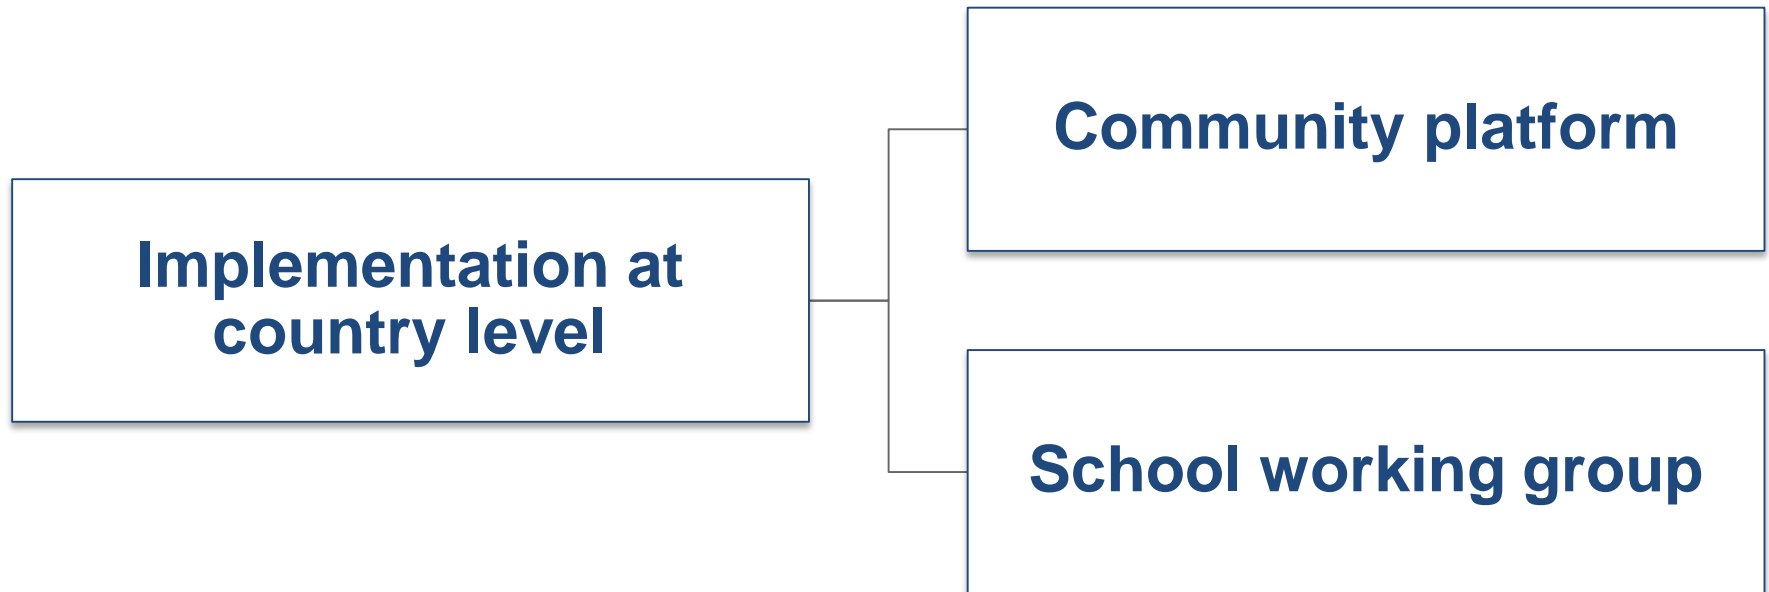 Implementation at
country level
Community platform
School working group